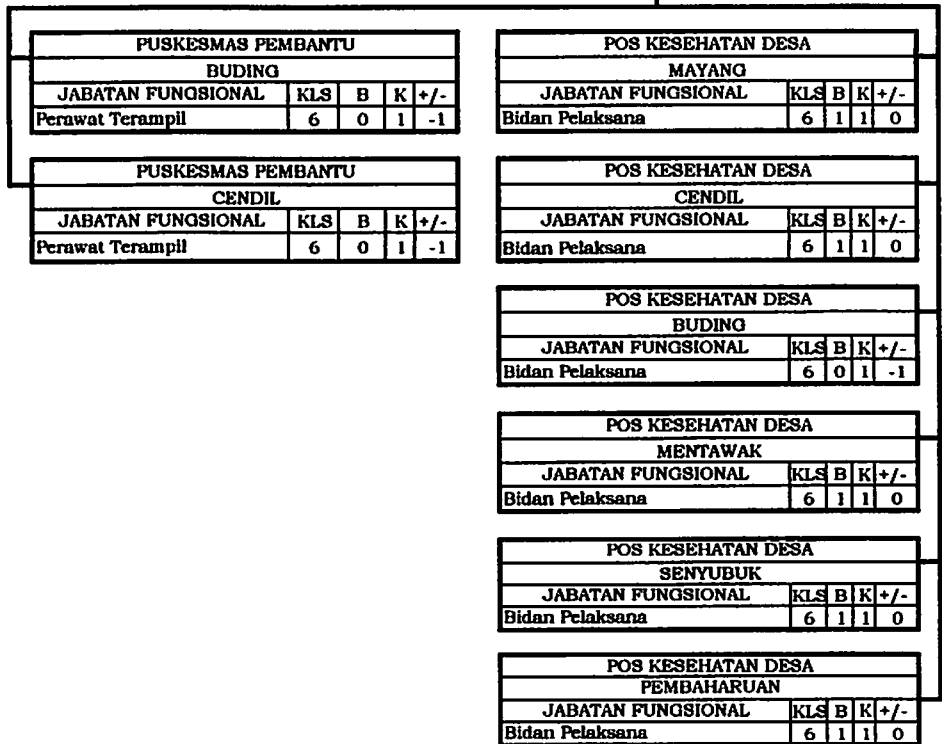 PUSKESMAS PEMBANTU
BUDING
JABATAN FUNGSIONAL KLS B K +/-
Perawat Terampil 6 0 1 -1
PUSKESMAS PEMBANTU
CENDIL
JABATAN FUNGSIONAL KLS B K +/-
Perawat Terampil 6 0 1 -1
POS KESEHATAN DESA
MAYANG
JABATAN FUNGSIONAL KLS B K +/-
Bidan Pelaksana 6 1 1 0
POS KESEHATAN DESA
CENDIL
JABATAN FUNGSIONAL KLS B K +/-
Bidan Pelaksana 6 1 1 0
POS KESEHATAN DESA
BUDING
JABATAN FUNGSIONAL KLS B K +/-
Bidan Pelaksana 6 0 1 -1
POS KESEHATAN DESA
MENTAWAK
JABATAN FUNGSIONAL KLS B K +/-
Bidan Pelaksana 6 1 1 0
POS KESEHATAN DESA
SENYUBUK
JABATAN FUNGSIONAL KLS B K +/-
Bidan Pelaksana 6 1 1 0
POS KESEHATAN DESA
PEMBAHARUAN
JABATAN FUNGSIONAL KLS B K +/-
Bidan Pelaksana 6 1 1 0